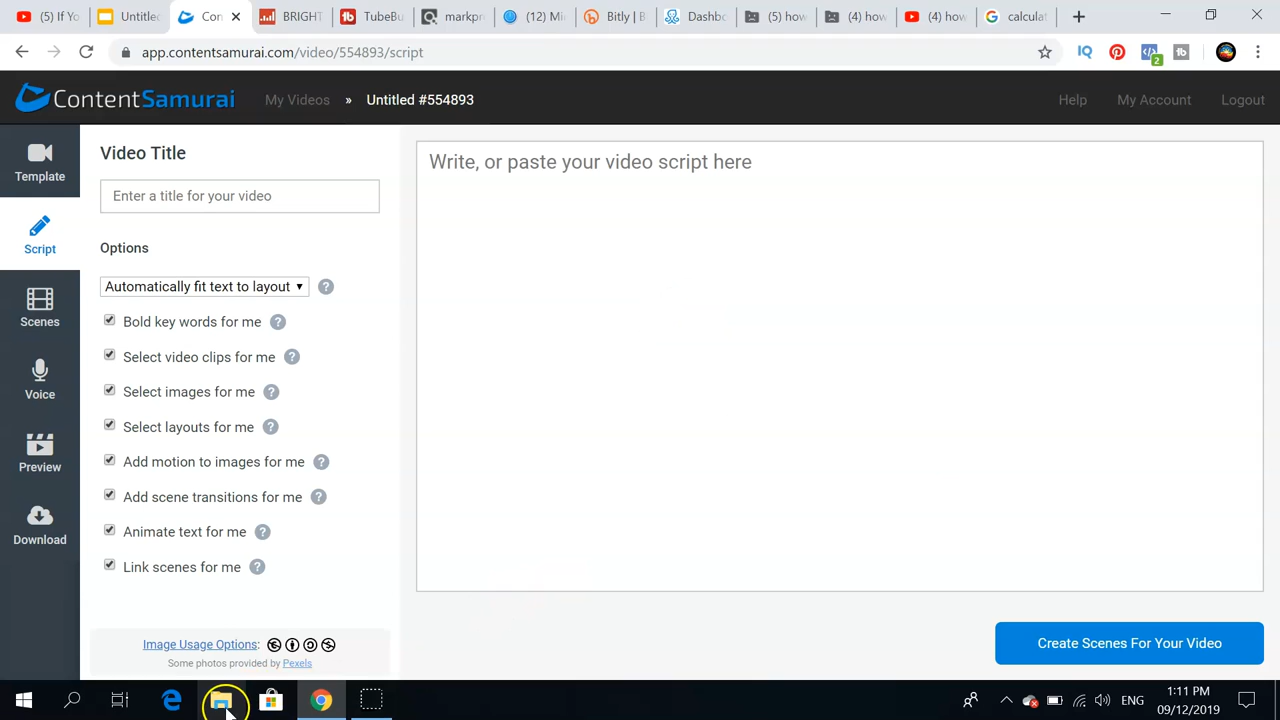 (5) If Yo
Untitled
Con
BRIGHT
TubeBu
markpr
(12) Mi
Bitly | B
Dashb
(5) how
(4) how
(4) how
calculat
app.contentsamurai.com/video/554893/script
IQ
2
tb
ContentSamurai
My Videos » Untitled #554893
Help
My Account
Logout
Template
Script
Scenes
Voice
Preview
Download
Video Title
Enter a title for your video
Options
Automatically fit text to layout ?
Bold key words for me ?
Select video clips for me ?
Select images for me ?
Select layouts for me ?
Add motion to images for me ?
Add scene transitions for me ?
Animate text for me ?
Link scenes for me ?
Image Usage Options:
Some photos provided by Pexels
Write, or paste your video script here
Create Scenes For Your Video
ENG
1:11 PM
09/12/2019